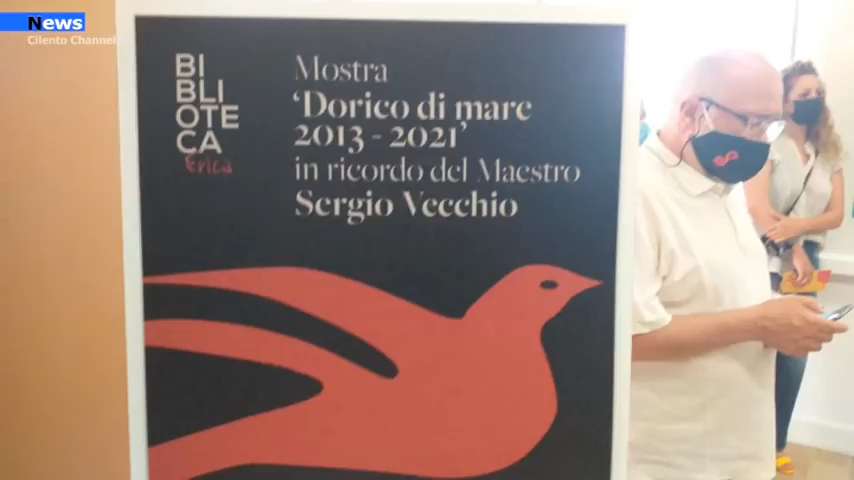 News
Cilento Channel
BI
BLI
OTE
CA
Erica
Mostra
‘Dorico di mare
2013 - 2021’
in ricordo del Maestro
Sergio Vecchio